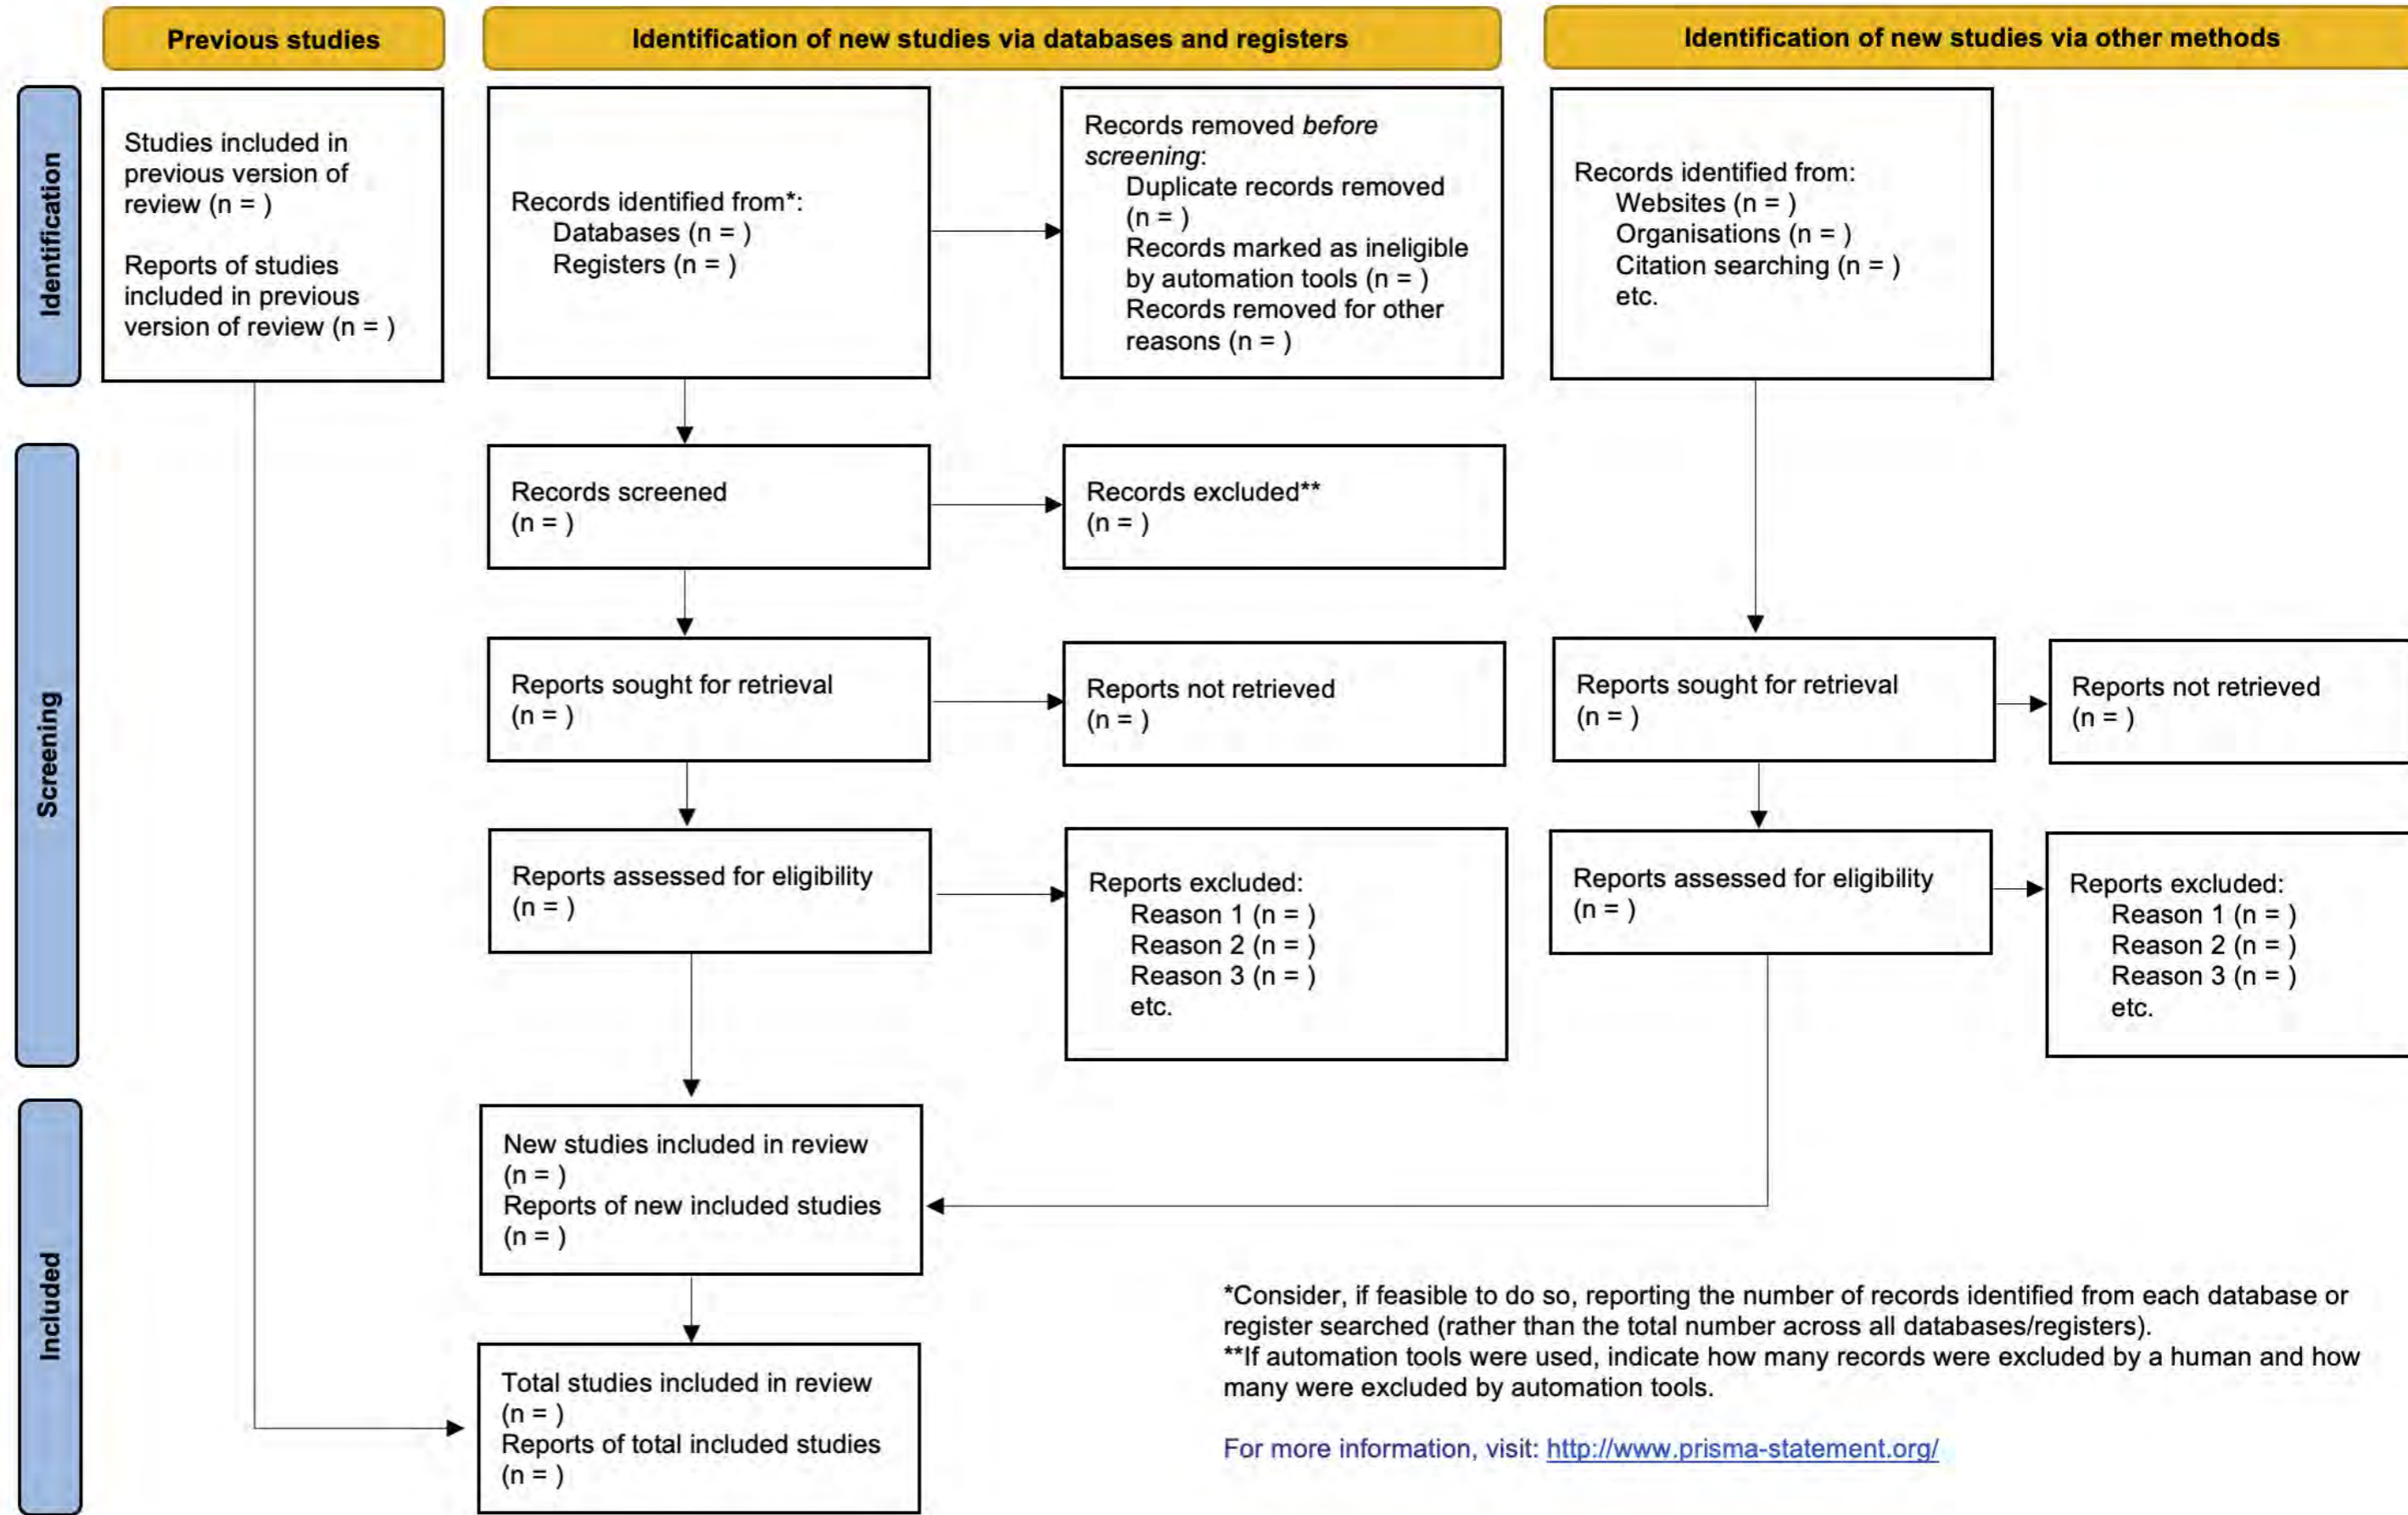 Previous studies
Identification of new studies via databases and registers
Identification of new studies via other methods
Identification
Studies included in
previous version of
review (n = )
Reports of studies
included in previous
version of review (n = )
Records identified from*:
Databases (n = )
Registers (n = )
Records removed before
screening:
Duplicate records removed
(n = )
Records marked as ineligible
by automation tools (n = )
Records removed for other
reasons (n = )
Records identified from:
Websites (n = )
Organisations (n = )
Citation searching (n = )
etc.
Screening
Records screened
(n = )
Records excluded**
(n = )
Reports sought for retrieval
(n = )
Reports not retrieved
(n = )
Reports sought for retrieval
(n = )
Reports not retrieved
(n = )
Reports assessed for eligibility
(n = )
Reports excluded:
Reason 1 (n = )
Reason 2 (n = )
Reason 3 (n = )
etc.
Reports assessed for eligibility
(n = )
Reports excluded:
Reason 1 (n = )
Reason 2 (n = )
Reason 3 (n = )
etc.
Included
New studies included in review
(n = )
Reports of new included studies
(n = )
Total studies included in review
(n = )
Reports of total included studies
(n = )
*Consider, if feasible to do so, reporting the number of records identified from each database or
register searched (rather than the total number across all databases/registers).
**If automation tools were used, indicate how many records were excluded by a human and how
many were excluded by automation tools.
For more information, visit: http://www.prisma-statement.org/